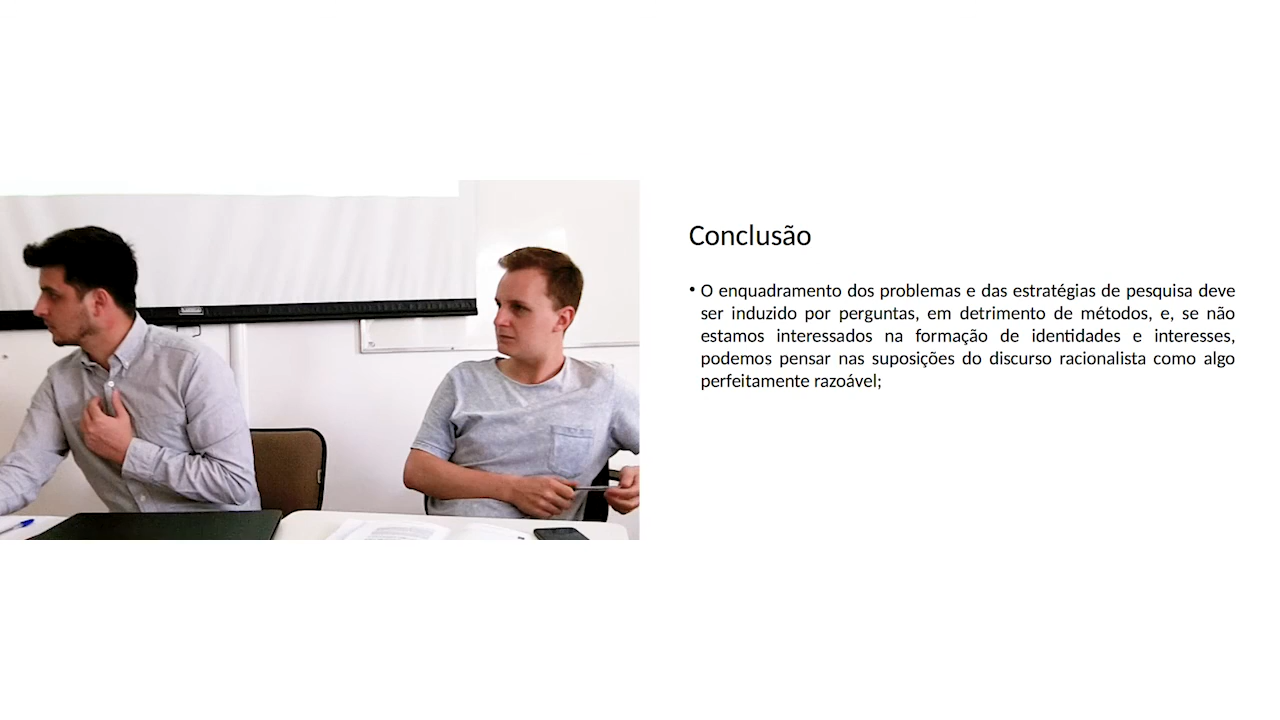 Conclusão
• O enquadramento dos problemas e das estratégias de pesquisa deve
ser induzido por perguntas, em detrimento de métodos, e, se não
estamos interessados na formação de identidades e interesses,
podemos pensar nas suposições do discurso racionalista como algo
perfeitamente razoável;